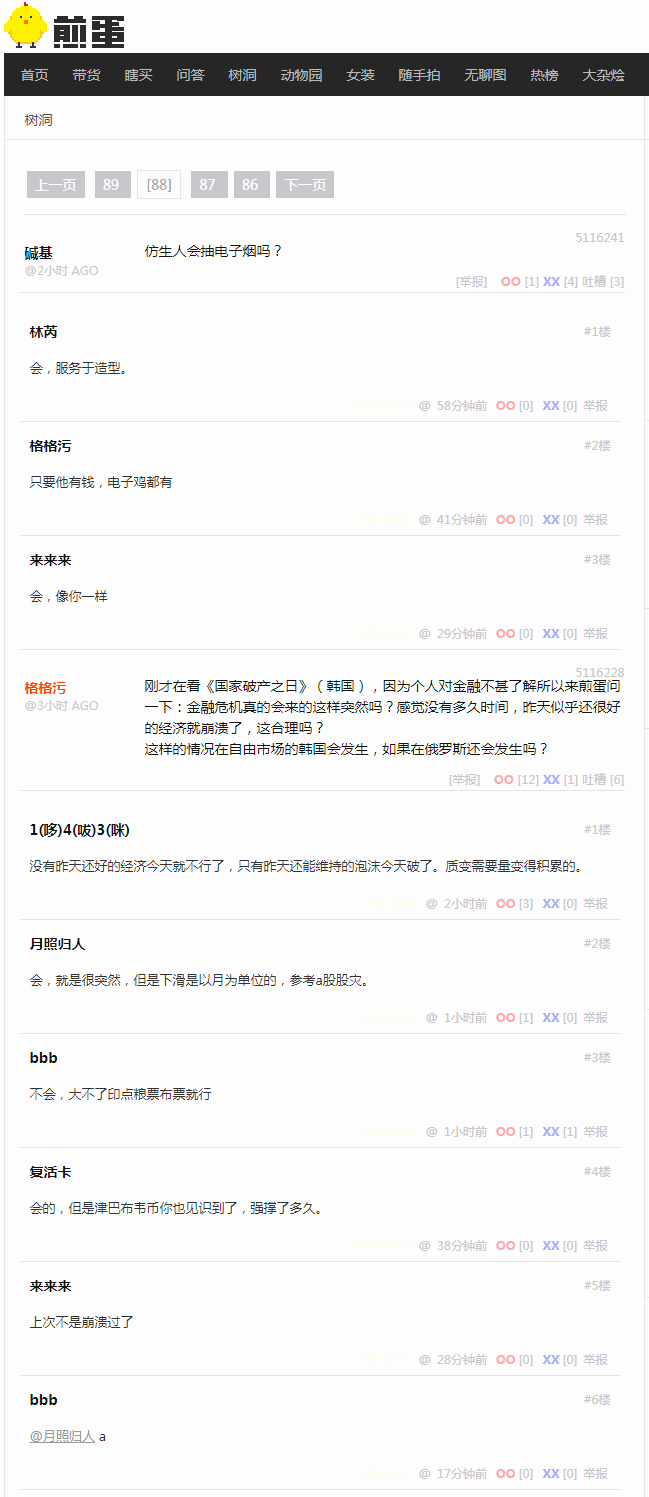 煎蛋
首页 带货 瞎买 问答 树洞 动物园 女装 随手拍 无聊图 热榜 大杂烩
树洞
上一页 89 [88] 87 86 下一页
5116241
碱基
仿生人会抽电子烟吗？
@2小时 AGO
[举报] OO [1] XX [4] 吐槽 [3]
林芮 #1楼
会，服务于造型。
@ 58分钟前 OO [0] XX [0] 举报
格格污 #2楼
只要他有钱，电子鸡都有
@ 41分钟前 OO [0] XX [0] 举报
来来来 #3楼
会，像你一样
@ 29分钟前 OO [0] XX [0] 举报
5116228
格格污
@3小时 AGO
刚才在看《国家破产之日》（韩国），因为个人对金融不甚了解所以来煎蛋问
一下：金融危机真的会来的这样突然吗？感觉没有多久时间，昨天似乎还很好
的经济就崩溃了，这合理吗？
这样的情况在自由市场的韩国会发生，如果在俄罗斯还会发生吗？
[举报] OO [12] XX [1] 吐槽 [6]
1(哆)4(呚)3(咪) #1楼
没有昨天还好的经济今天就不行了，只有昨天还能维持的泡沫今天破了。质变需要量变得积累的。
@ 2小时前 OO [3] XX [0] 举报
月照归人 #2楼
会，就是很突然，但是下滑是以月为单位的，参考a股股灾。
@ 1小时前 OO [1] XX [0] 举报
bbb #3楼
不会，大不了印点粮票布票就行
@ 1小时前 OO [1] XX [1] 举报
复活卡 #4楼
会的，但是津巴布韦币你也见识到了，强撑了多久。
@ 38分钟前 OO [0] XX [0] 举报
来来来 #5楼
上次不是崩溃过了
@ 28分钟前 OO [0] XX [0] 举报
bbb #6楼
@月照归人 a
@ 17分钟前 OO [0] XX [0] 举报